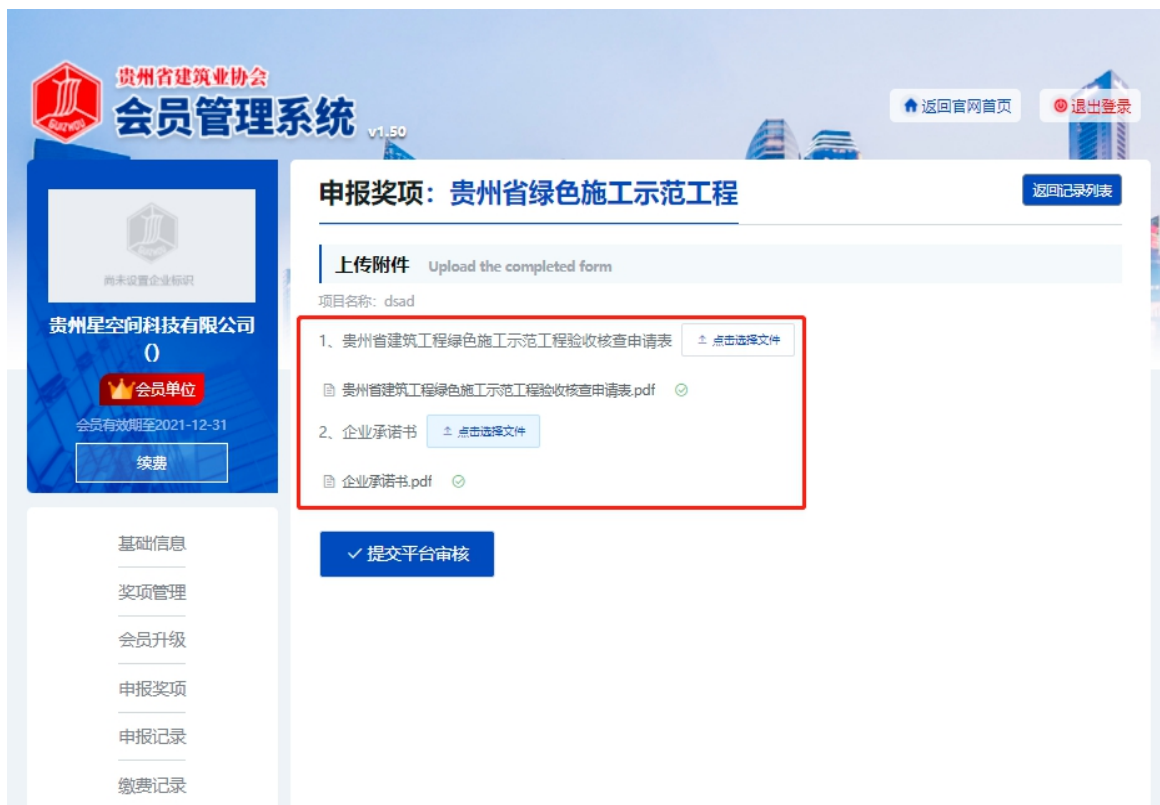 贵州省建筑业协会
会员管理系统 v1.50
GUIZHOU
返回官网首页
退出登录
尚未设置企业标识
贵州星空间科技有限公司
()
会员单位
会员有效期至2021-12-31
续费
基础信息
奖项管理
会员升级
申报奖项
申报记录
缴费记录
申报奖项：贵州省绿色施工示范工程
返回记录列表
上传附件 Upload the completed form
项目名称：dsad
1、贵州省建筑工程绿色施工示范工程验收核查申请表 点击选择文件
贵州省建筑工程绿色施工示范工程验收核查申请表.pdf
2、企业承诺书 点击选择文件
企业承诺书.pdf
提交平台审核